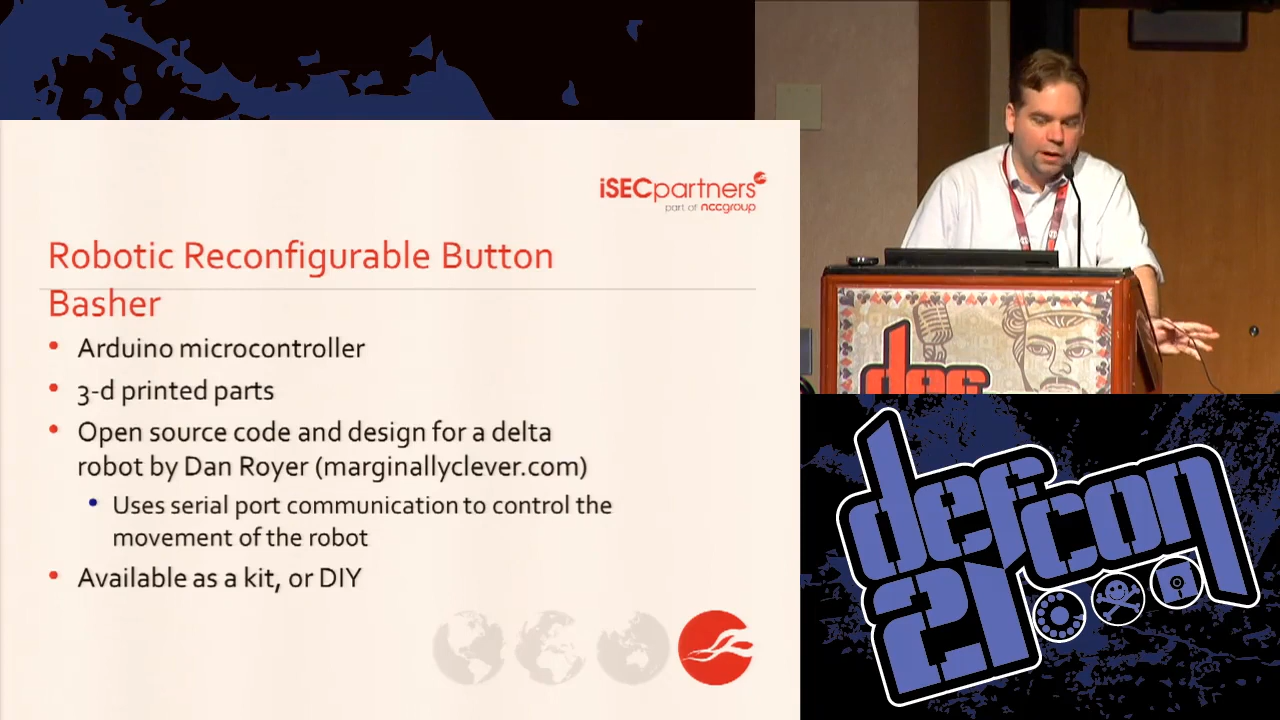 iSECpartners
part of nccgroup
Robotic Reconfigurable Button
Basher
Arduino microcontroller
3-d printed parts
Open source code and design for a delta
robot by Dan Royer (marginallyclever.com)
Uses serial port communication to control the
movement of the robot
Available as a kit, or DIY
def
defcon
21